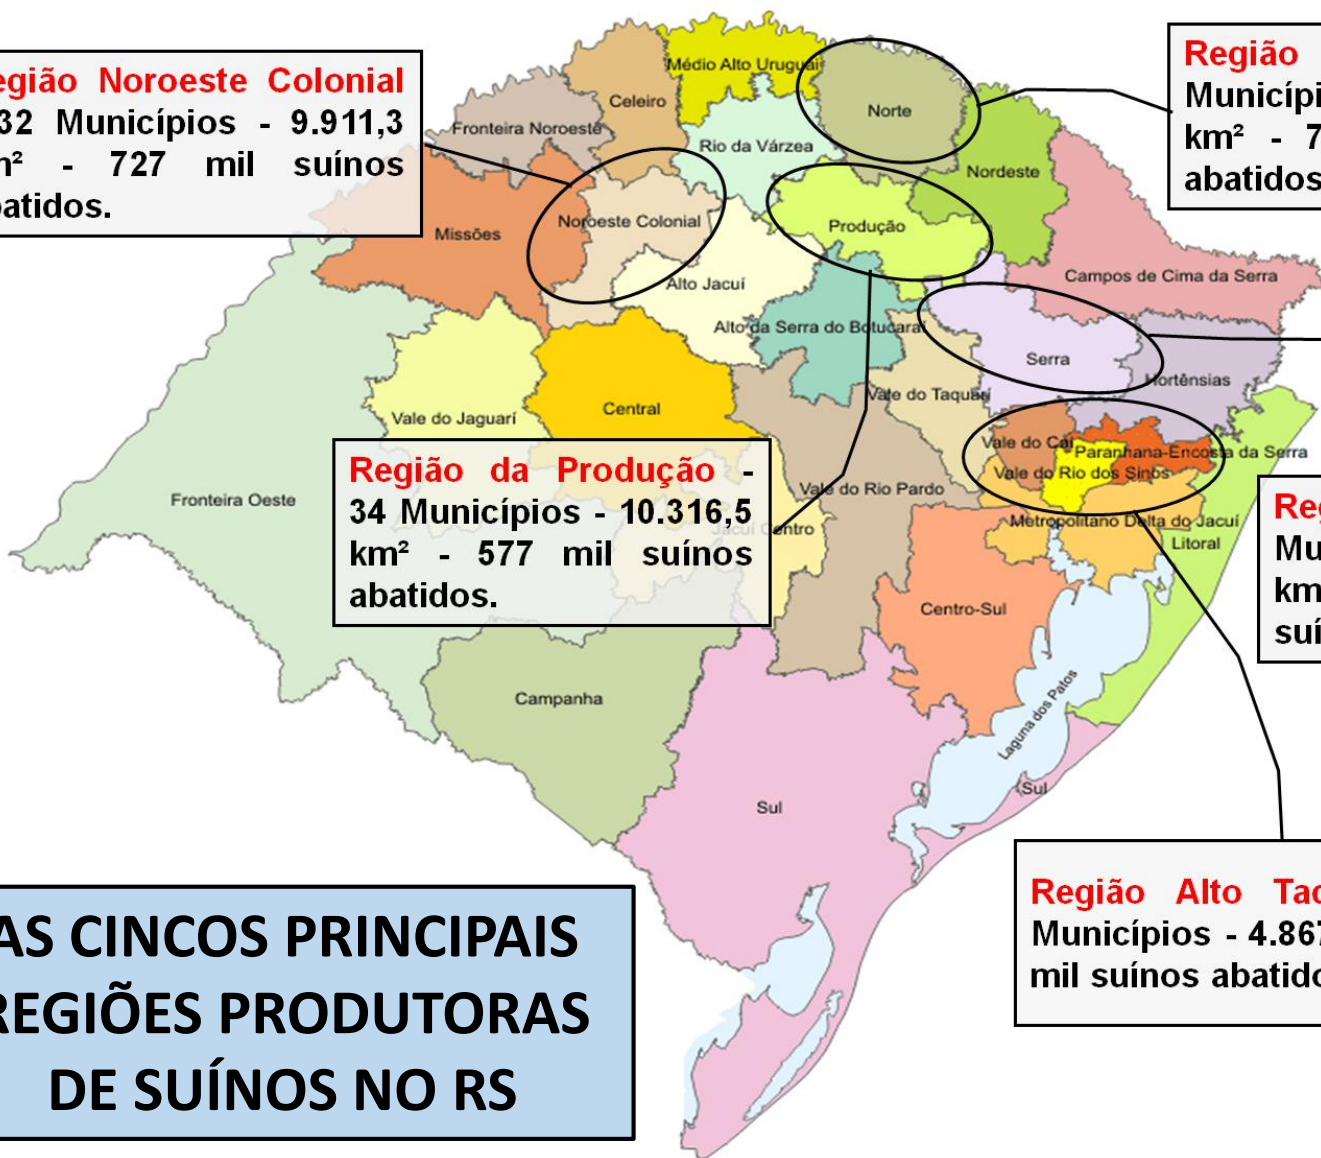 egião Noroeste Colonial
32 Municípios - 9.911,3
m² - 727 mil suínos
batidos.
Região
Municípi
km² - 7
abatidos
Médio Alto Uruguai
Celeiro
Norte
Fronteira Noroeste
Rio da Várzea
Nordeste
Noroeste Colonial
Missões
Produção
Campos de Cima da Serra
Alto Jacuí
Alto da Serra do Botucaraí
Serra
Hortênsias
Vale do Taquari
Central
Vale do Jaguarí
Vale do Caí
Paranhana-Encosta da Serra
Vale do Rio dos Sinos
Região da Produção -
34 Municípios - 10.316,5
km² - 577 mil suínos
abatidos.
Vale do Rio Pardo
Fronteira Oeste
Jacuí Centro
Metropolitano Delta do Jacuí
Litoral
Reg
Mu
km
suí
Centro-Sul
Campanha
Laguna dos Patos
Sul
Sul
Região Alto Tac
Municípios - 4.867
mil suínos abatido
AS CINCOS PRINCIPAIS
REGIÕES PRODUTORAS
DE SUÍNOS NO RS